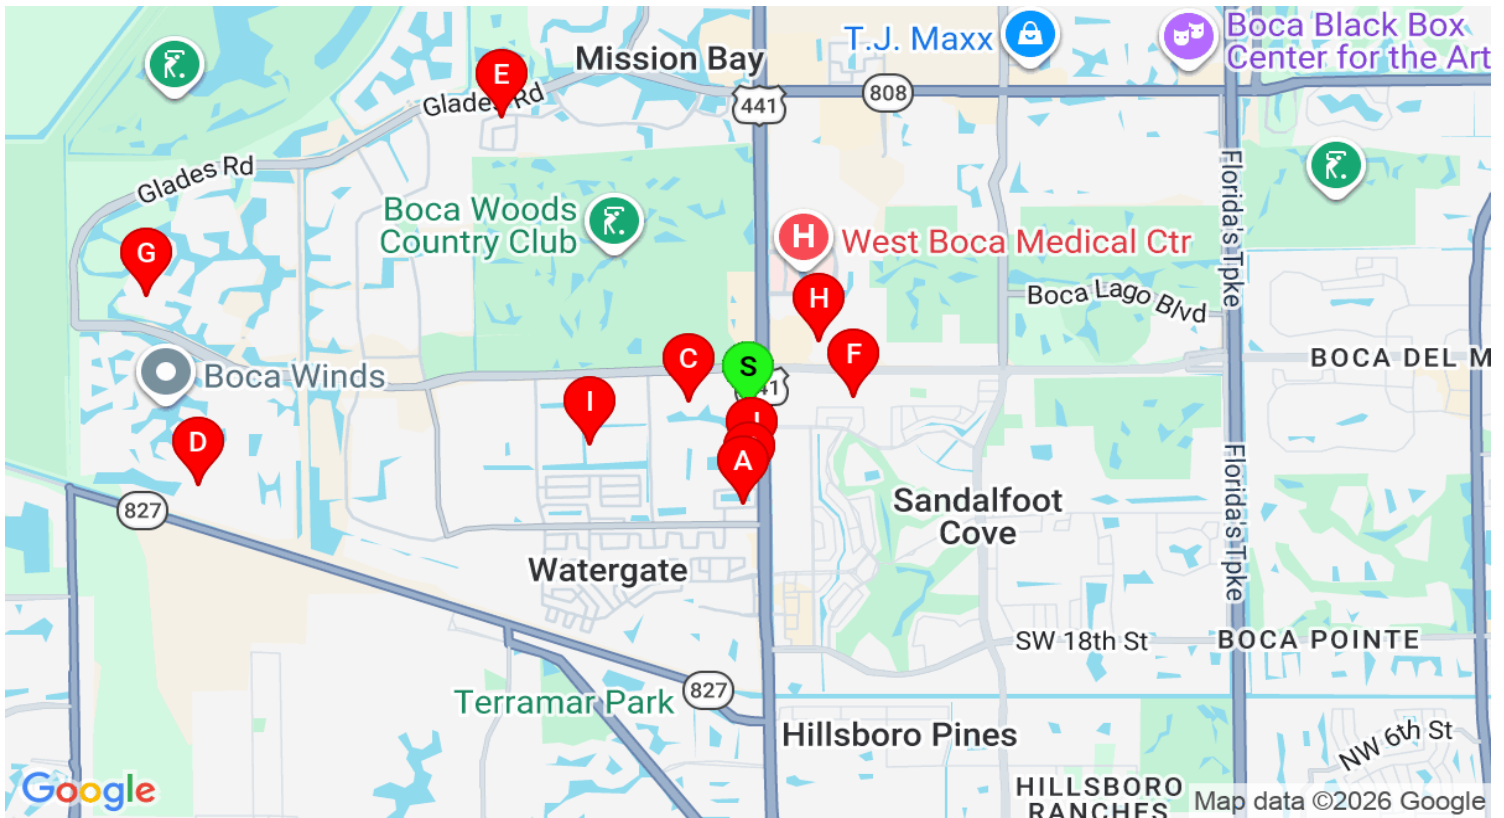 Mission Bay
T.J. Maxx
Boca Black Box
Center for the Art
E
Glades Rd
441
808
Glades Rd
Florida's Tpke
Boca Woods
Country Club
H
West Boca Medical Ctr
G
H
Boca Lago Blvd
C
S
F
BOCA DEL M
Boca Winds
41
I
J
D
A
827
Sandalfoot
Cove
Florida's Tpke
Watergate
SW 18th St
BOCA POINTE
827
Terramar Park
Hillsboro Pines
NW 6th St
HILLSBORO
RANCHES
Google
Map data ©2026 Google